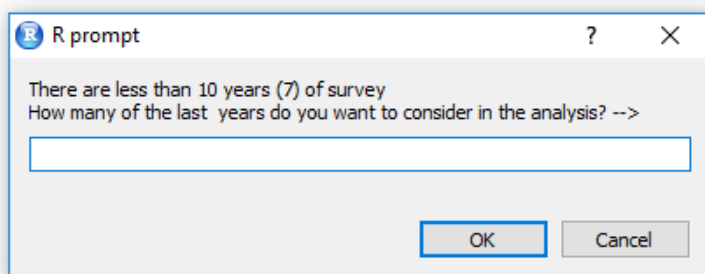 R R prompt ? X
There are less than 10 years (7) of survey
How many of the last  years do you want to consider in the analysis? -->
OK Cancel